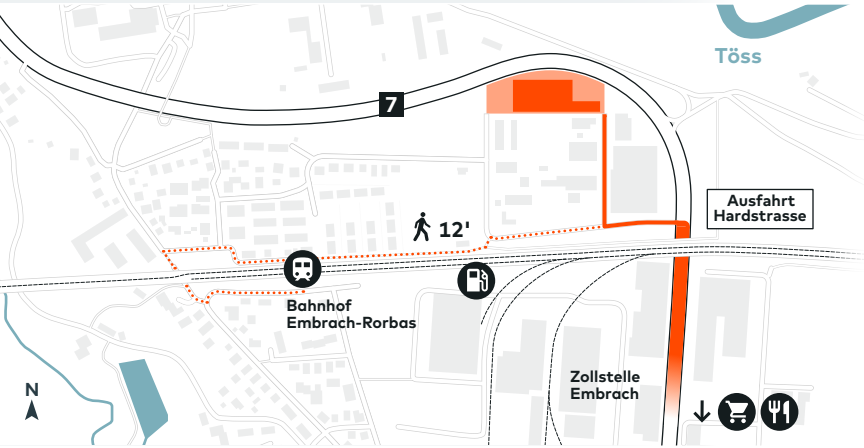 Töss
7
Ausfahrt
Hardstrasse
12'
Bahnhof
Embrach-Rorbas
Zollstelle
Embrach
N